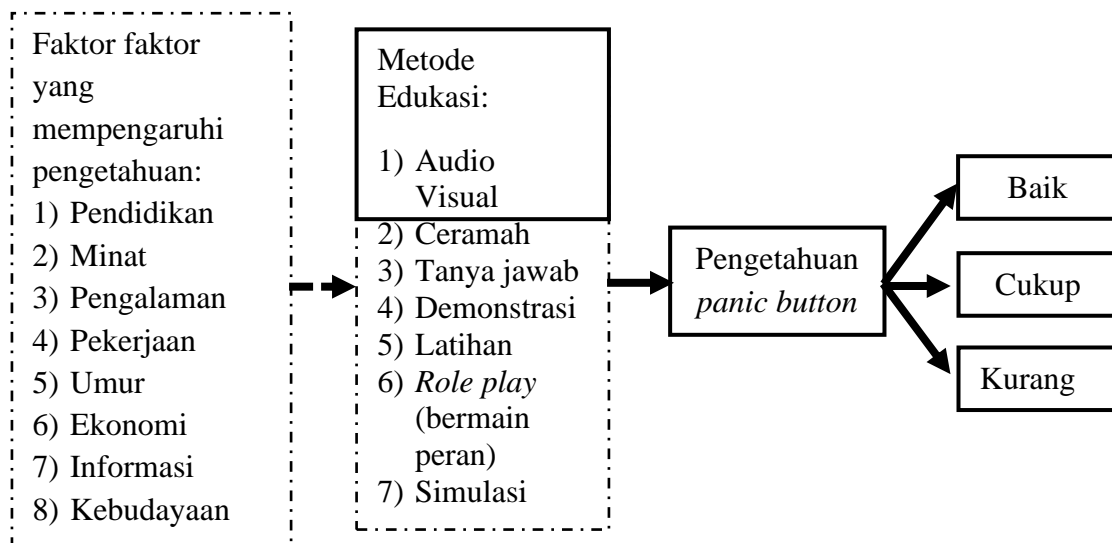 Faktor faktor
yang
mempengaruhi
pengetahuan:
1) Pendidikan
2) Minat
3) Pengalaman
4) Pekerjaan
5) Umur
6) Ekonomi
7) Informasi
8) Kebudayaan
Metode
Edukasi:
1) Audio
Visual
2) Ceramah
3) Tanya jawab
4) Demonstrasi
5) Latihan
6) Role play
(bermain
peran)
7) Simulasi
Pengetahuan
panic button
Baik
Cukup
Kurang